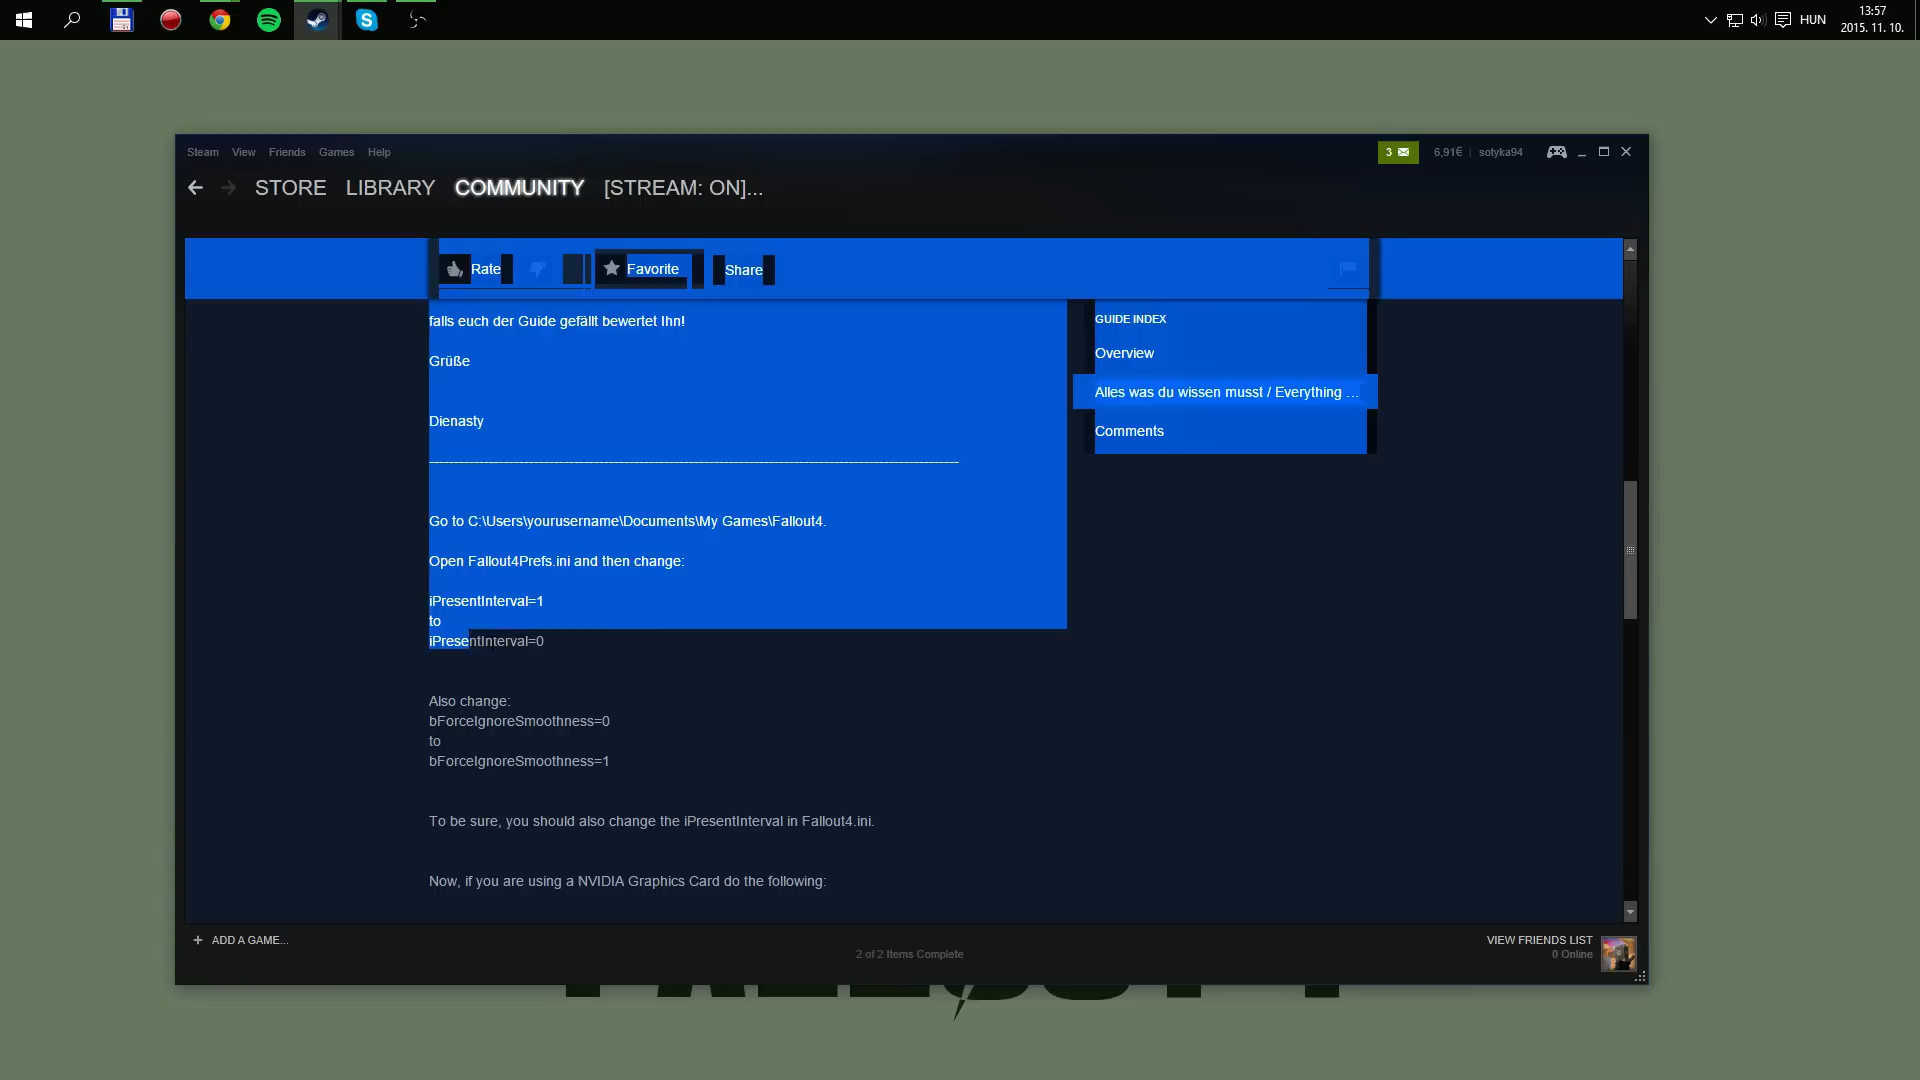 HUN
13:57
2015. 11. 10.
Steam View Friends Games Help
3
6,91€ | sotyka94
STORE LIBRARY COMMUNITY [STREAM: ON]...
Rate
Favorite
Share
falls euch der Guide gefällt bewertet Ihn!
Grüße
Dienasty
Go to C:\Users\yourusername\Documents\My Games\Fallout4.
Open Fallout4Prefs.ini and then change:
iPresentInterval=1
to
iPresentInterval=0
Also change:
bForceIgnoreSmoothness=0
to
bForceIgnoreSmoothness=1
To be sure, you should also change the iPresentInterval in Fallout4.ini.
Now, if you are using a NVIDIA Graphics Card do the following:
GUIDE INDEX
Overview
Alles was du wissen musst / Everything ...
Comments
+ ADD A GAME...
2 of 2 Items Complete
VIEW FRIENDS LIST
0 Online